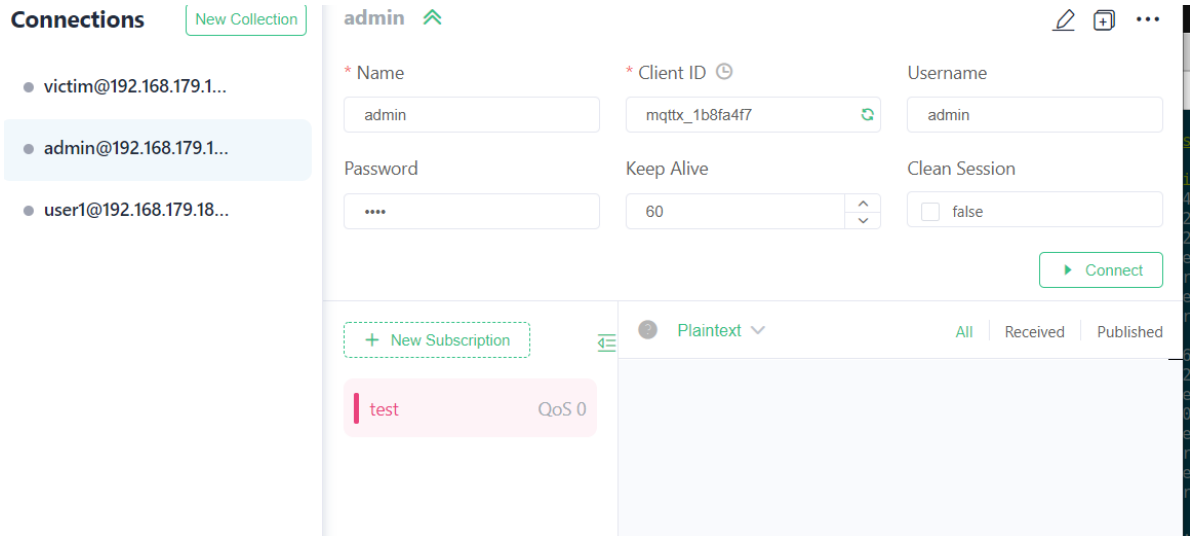 Connections
New Collection
victim@192.168.179.1...
admin@192.168.179.1...
user1@192.168.179.18...
admin
* Name
* Client ID
Username
admin
mqttx_1b8fa4f7
admin
Password
Keep Alive
Clean Session
••••
60
false
Connect
+ New Subscription
Plaintext
All
Received
Published
test
QoS 0